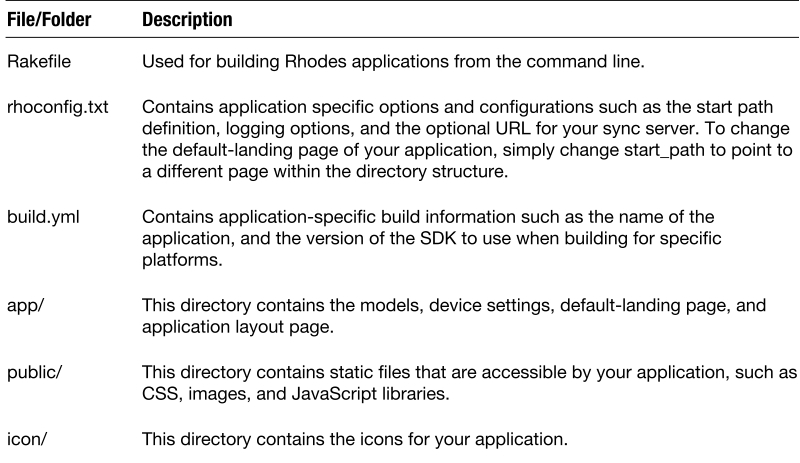 File/Folder Description
Rakefile Used for building Rhodes applications from the command line.
rhoconfig.txt Contains application specific options and configurations such as the start path
definition, logging options, and the optional URL for your sync server. To change
the default-landing page of your application, simply change start_path to point to
a different page within the directory structure.
build.yml Contains application-specific build information such as the name of the
application, and the version of the SDK to use when building for specific
platforms.
app/ This directory contains the models, device settings, default-landing page, and
application layout page.
public/ This directory contains static files that are accessible by your application, such as
CSS, images, and JavaScript libraries.
icon/ This directory contains the icons for your application.